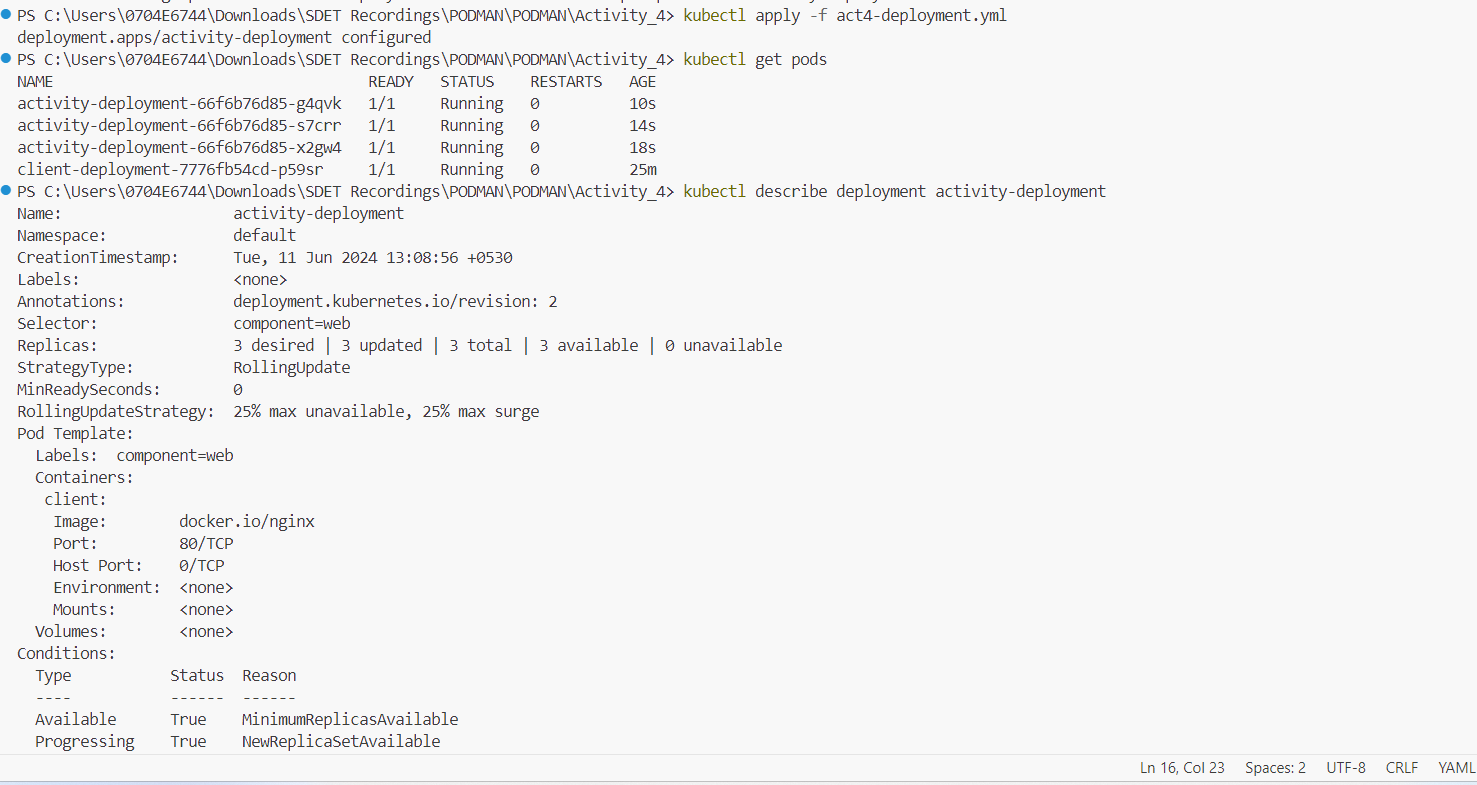 PS C:\Users\0704E6744\Downloads\SDET Recordings\PODMAN\PODMAN\Activity_4> kubectl apply -f act4-deployment.yml
deployment.apps/activity-deployment configured
PS C:\Users\0704E6744\Downloads\SDET Recordings\PODMAN\PODMAN\Activity_4> kubectl get pods
NAME                                   READY   STATUS    RESTARTS   AGE
activity-deployment-66f6b76d85-g4qvk   1/1     Running   0          10s
activity-deployment-66f6b76d85-s7crr   1/1     Running   0          14s
activity-deployment-66f6b76d85-x2gw4   1/1     Running   0          18s
client-deployment-7776fb54cd-p59sr     1/1     Running   0          25m
PS C:\Users\0704E6744\Downloads\SDET Recordings\PODMAN\PODMAN\Activity_4> kubectl describe deployment activity-deployment
Name:                   activity-deployment
Namespace:              default
CreationTimestamp:      Tue, 11 Jun 2024 13:08:56 +0530
Labels:                 <none>
Annotations:            deployment.kubernetes.io/revision: 2
Selector:               component=web
Replicas:               3 desired | 3 updated | 3 total | 3 available | 0 unavailable
StrategyType:           RollingUpdate
MinReadySeconds:        0
RollingUpdateStrategy:  25% max unavailable, 25% max surge
Pod Template:
  Labels:  component=web
  Containers:
   client:
    Image:        docker.io/nginx
    Port:         80/TCP
    Host Port:    0/TCP
    Environment:  <none>
    Mounts:       <none>
  Volumes:        <none>
Conditions:
  Type           Status  Reason
  ----           ------  ------
  Available      True    MinimumReplicasAvailable
  Progressing    True    NewReplicaSetAvailable
Ln 16, Col 23   Spaces: 2   UTF-8   CRLF   YAML